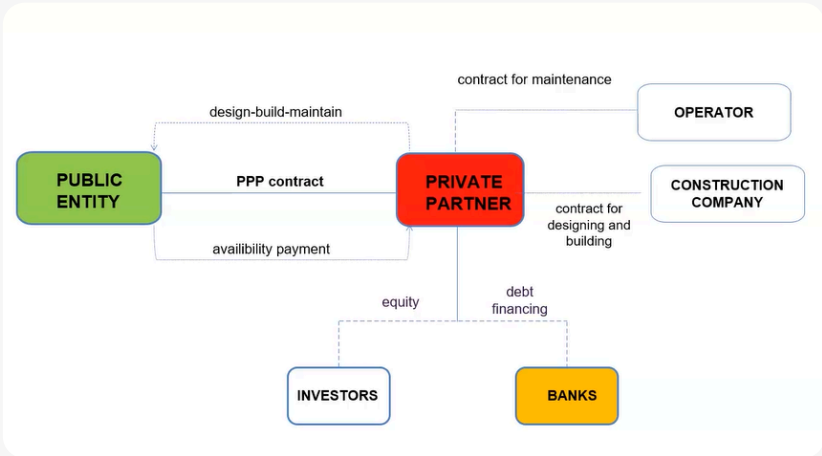 contract for maintenance
OPERATOR
design-build-maintain
PUBLIC
ENTITY
PPP contract
PRIVATE
PARTNER
CONSTRUCTION
COMPANY
contract for
designing and
building
availibility payment
equity
debt
financing
INVESTORS
BANKS